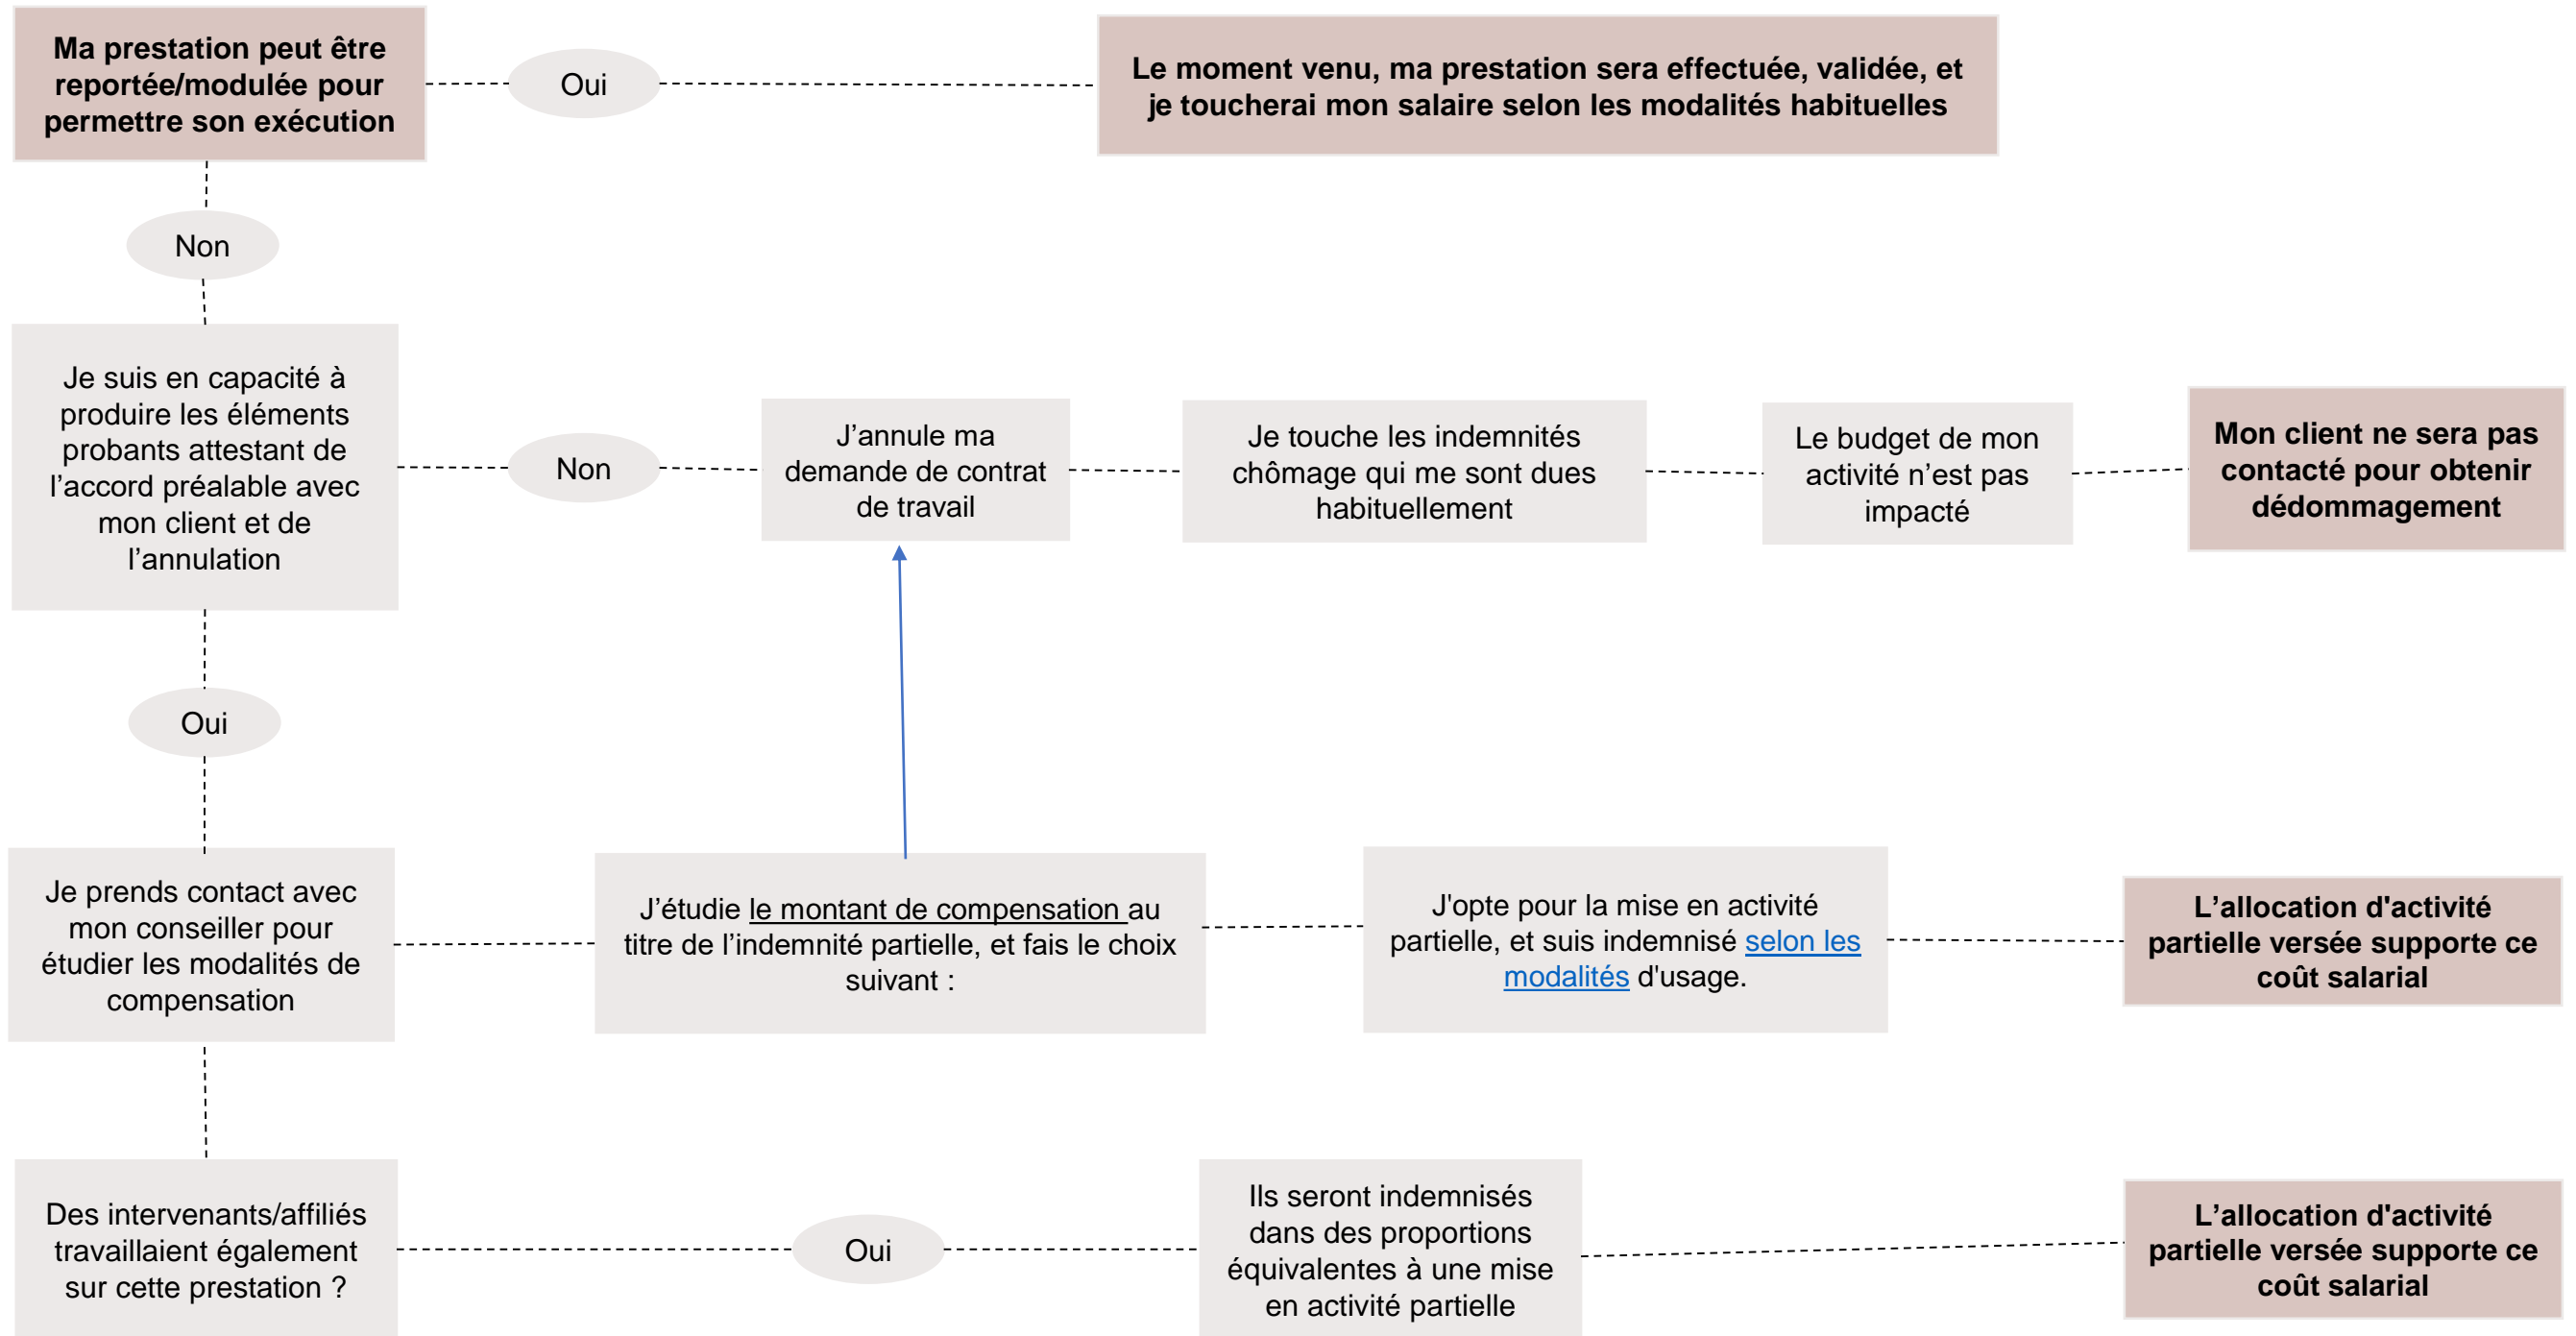 Ma prestation peut être
reportée/modulée pour
permettre son exécution
Oui
Le moment venu, ma prestation sera effectuée, validée, et
je toucherai mon salaire selon les modalités habituelles
Non
Je suis en capacité à
produire les éléments
probants attestant de
l’accord préalable avec
mon client et de
l’annulation
Non
J’annule ma
demande de contrat
de travail
Je touche les indemnités
chômage qui me sont dues
habituellement
Le budget de mon
activité n’est pas
impacté
Mon client ne sera pas
contacté pour obtenir
dédommagement
Oui
Je prends contact avec
mon conseiller pour
étudier les modalités de
compensation
J’étudie le montant de compensation au
titre de l’indemnité partielle, et fais le choix
suivant :
J'opte pour la mise en activité
partielle, et suis indemnisé selon les
modalités d'usage.
L’allocation d'activité
partielle versée supporte ce
coût salarial
Des intervenants/affiliés
travaillaient également
sur cette prestation ?
Oui
Ils seront indemnisés
dans des proportions
équivalentes à une mise
en activité partielle
L’allocation d'activité
partielle versée supporte ce
coût salarial